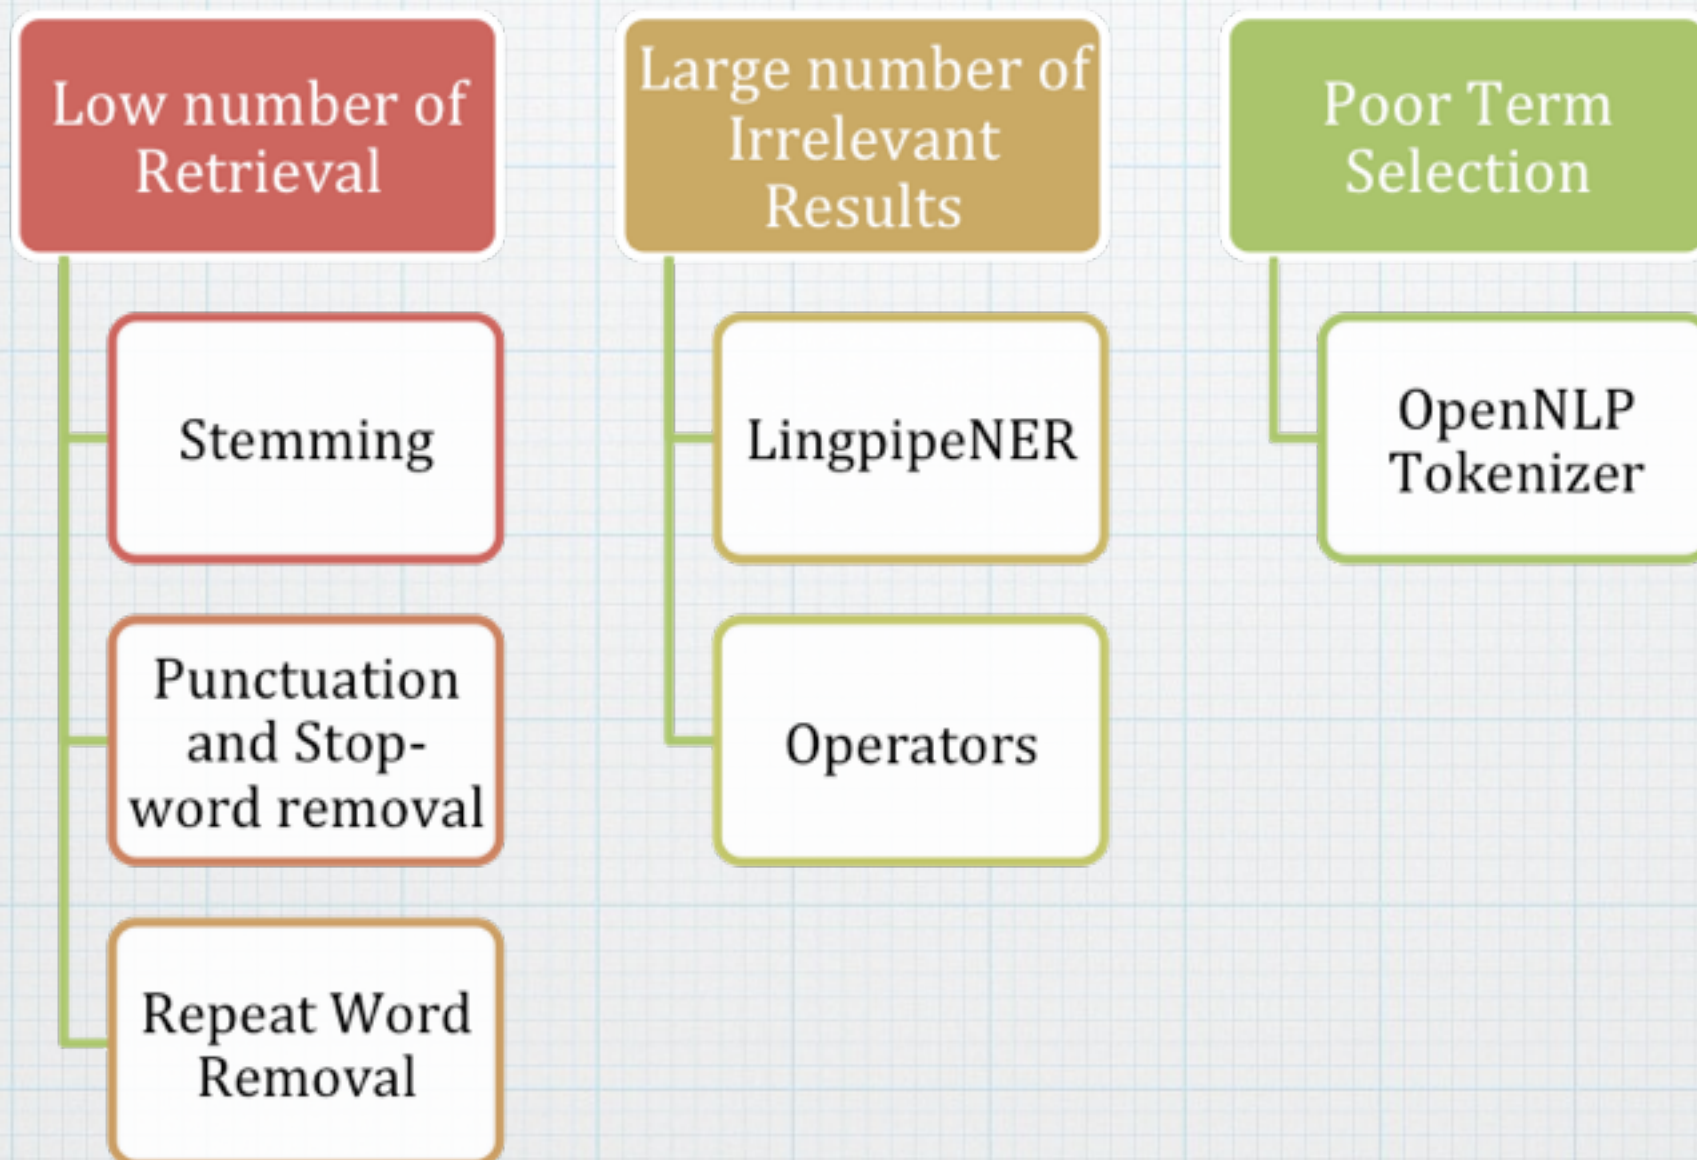 Low number of
Retrieval
Stemming
Punctuation
and Stop-
word removal
Repeat Word
Removal
Large number of
Irrelevant
Results
LingpipeNER
Operators
Poor Term
Selection
OpenNLP
Tokenizer